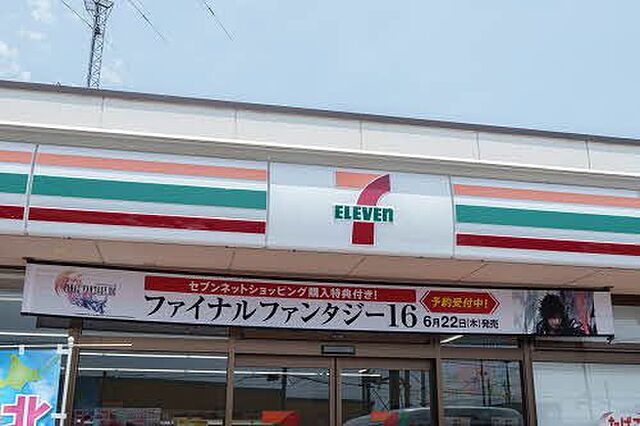 7
ELEVEn
セブンネットショッピング購入特典付き!
FINAL FANTASY XVI
ファイナルファンタジー16
予約受付中!
6月22日(木)発売
北